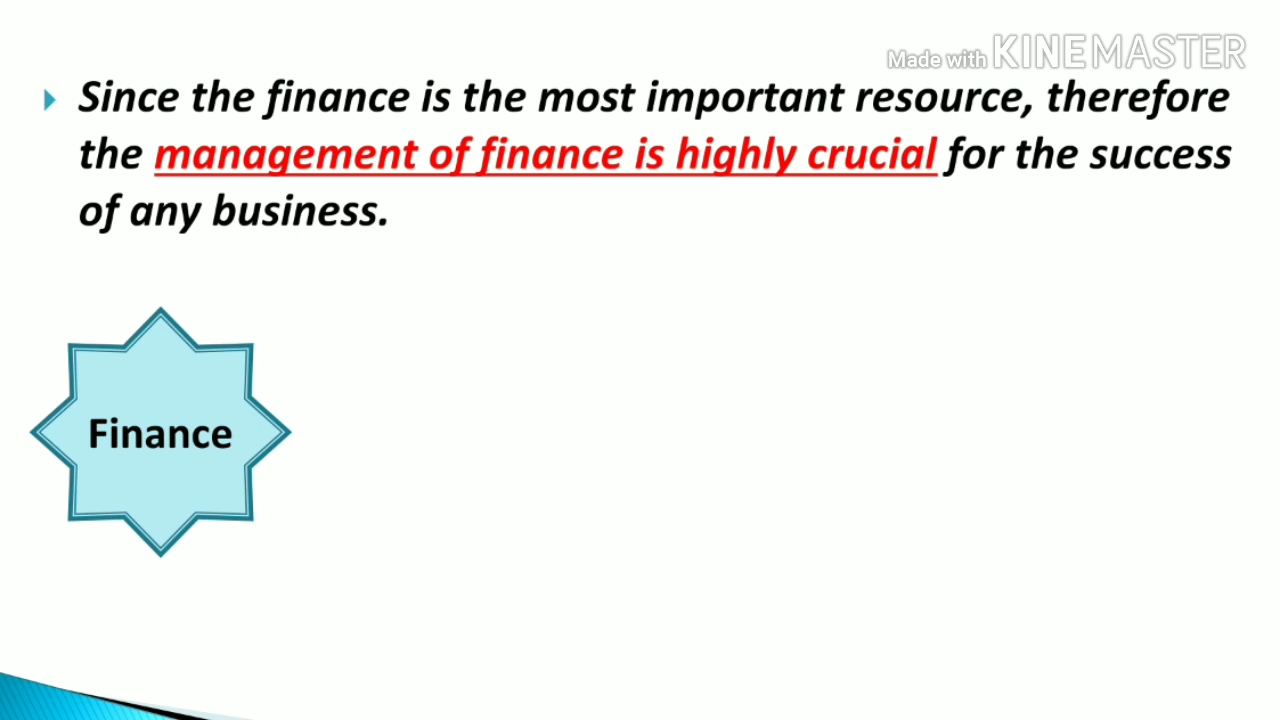 Made with KINEMASTER
Since the finance is the most important resource, therefore
the management of finance is highly crucial for the success
of any business.
Finance